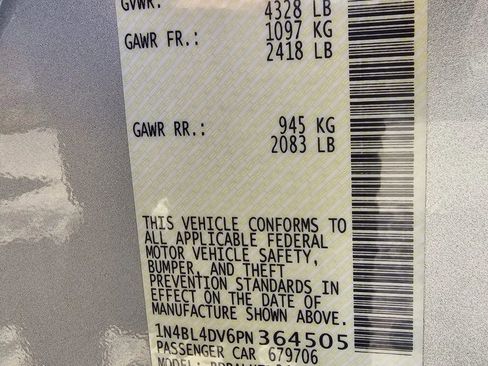 GVWR: 4328 LB
GAWR FR.: 1097 KG
2418 LB
GAWR RR.: 945 KG
2083 LB
THIS VEHICLE CONFORMS TO
ALL APPLICABLE FEDERAL
MOTOR VEHICLE SAFETY,
BUMPER, AND THEFT
PREVENTION STANDARDS IN
EFFECT ON THE DATE OF
MANUFACTURE SHOWN ABOVE.
1N4BL4DV6PN364505
PASSENGER CAR 679706